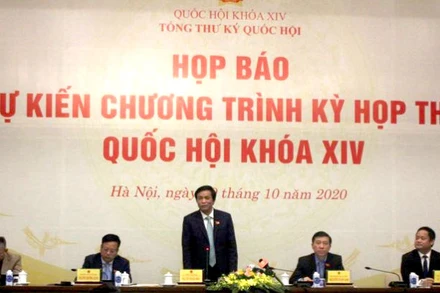 QUỐC HỘI KHÓA XIV
TỔNG THƯ KÝ QUỐC HỘI
HỌP BÁO
Ự KIẾN CHƯƠNG TRÌNH KỲ HỌP TH
QUỐC HỘI KHÓA XIV
Hà Nội, ngày tháng 10 năm 2020